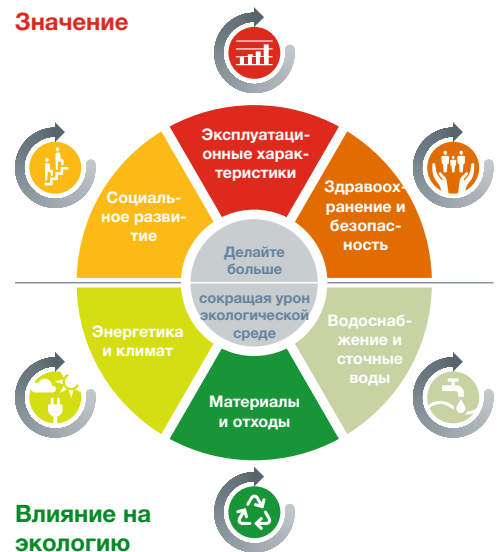 Значение
Эксплуатаци-
онные харак-
теристики
Социаль-
ное разви-
тие
Здравоох-
ранение и
безопас-
ность
Делайте
больше
сокращая урон
экологической
среде
Энергетика
и климат
Водоснаб-
жение и
сточные
воды
Материалы
и отходы
Влияние на
экологию